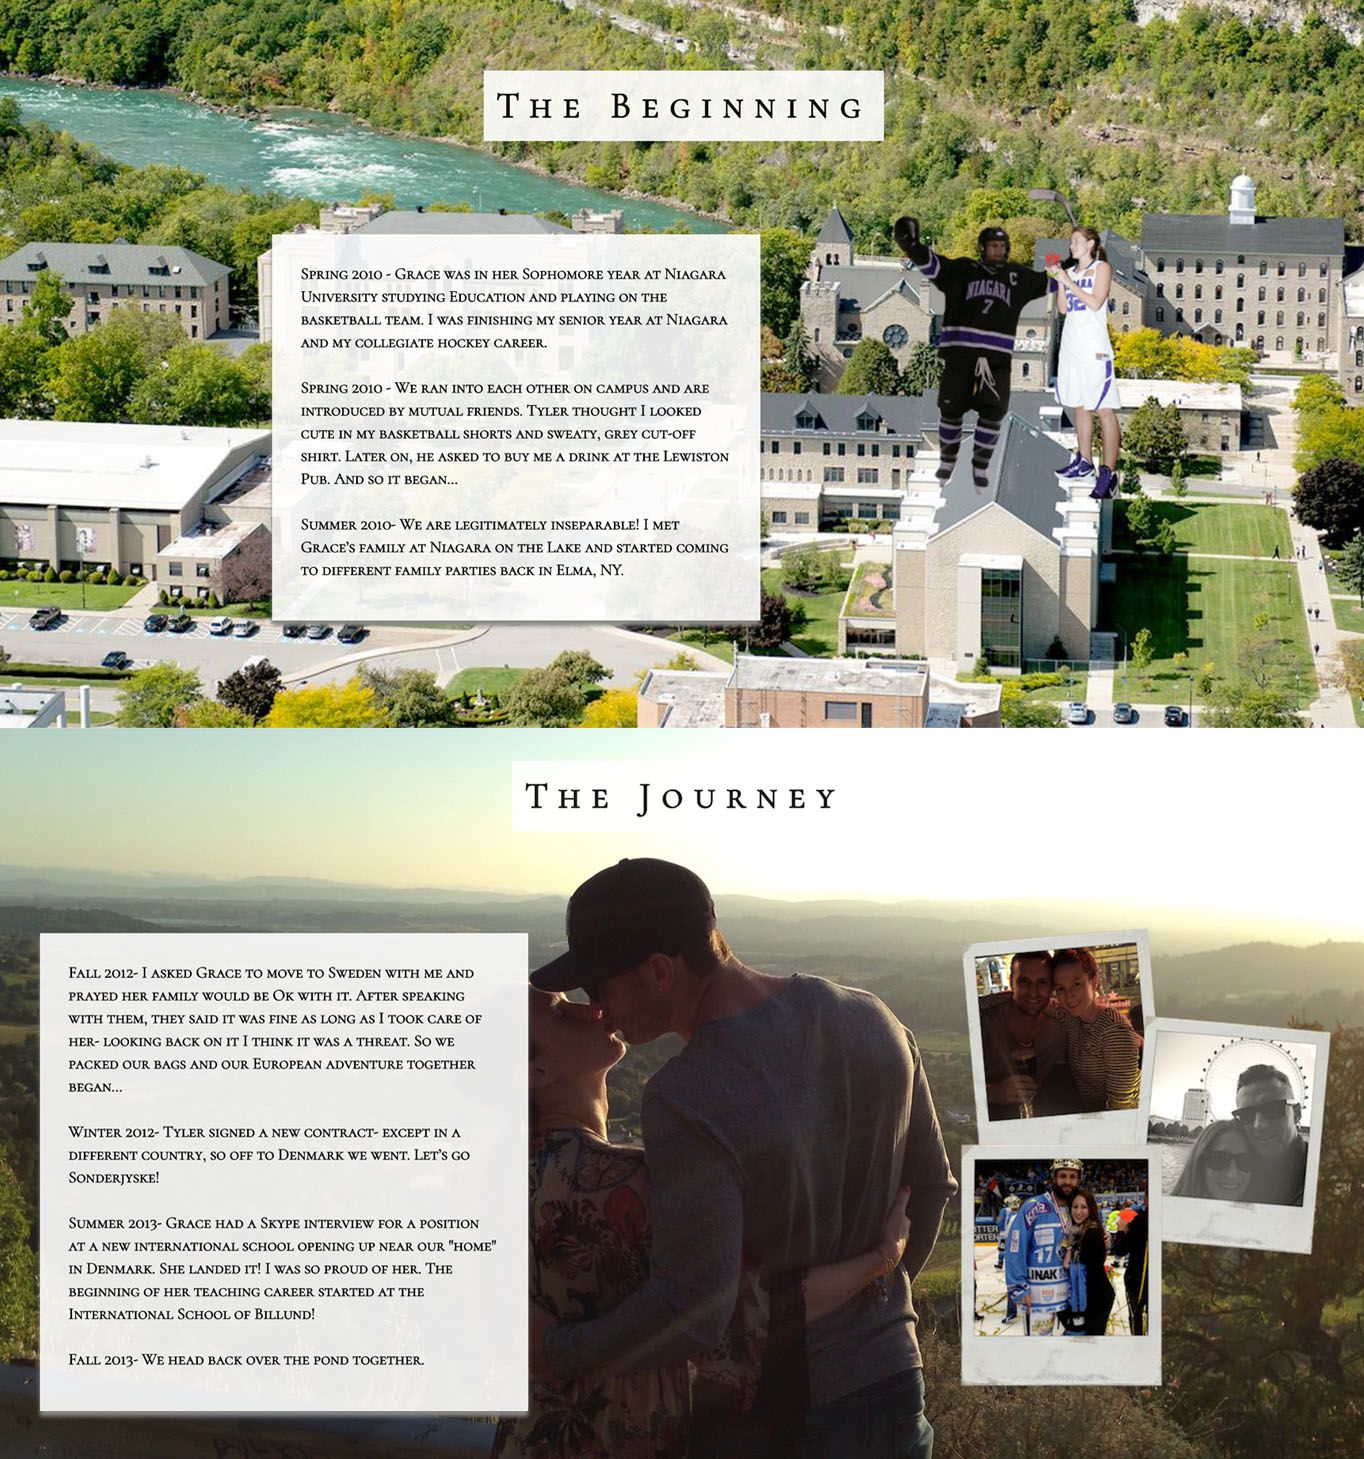 The Beginning
Spring 2010 - Grace was in her Sophomore year at Niagara
University studying Education and playing on the
basketball team. I was finishing my senior year at Niagara
and my collegiate hockey career.
Spring 2010 - We ran into each other on campus and are
introduced by mutual friends. Tyler thought I looked
cute in my basketball shorts and sweaty, grey cut-off
shirt. Later on, he asked to buy me a drink at the Lewiston
Pub. And so it began...
Summer 2010- We are legitimately inseparable! I met
Grace's family at Niagara on the Lake and started coming
to different family parties back in Elma, NY.
NIAGARA
7
C
32
The Journey
Fall 2012- I asked Grace to move to Sweden with me and
prayed her family would be Ok with it. After speaking
with them, they said it was fine as long as I took care of
her- looking back on it I think it was a threat. So we
packed our bags and our European adventure together
began...
Winter 2012- Tyler signed a new contract- except in a
different country, so off to Denmark we went. Let's go
Sonderjyske!
Summer 2013- Grace had a Skype interview for a position
at a new international school opening up near our "home"
in Denmark. She landed it! I was so proud of her. The
beginning of her teaching career started at the
International School of Billund!
Fall 2013- We head back over the pond together.
17
LINAK